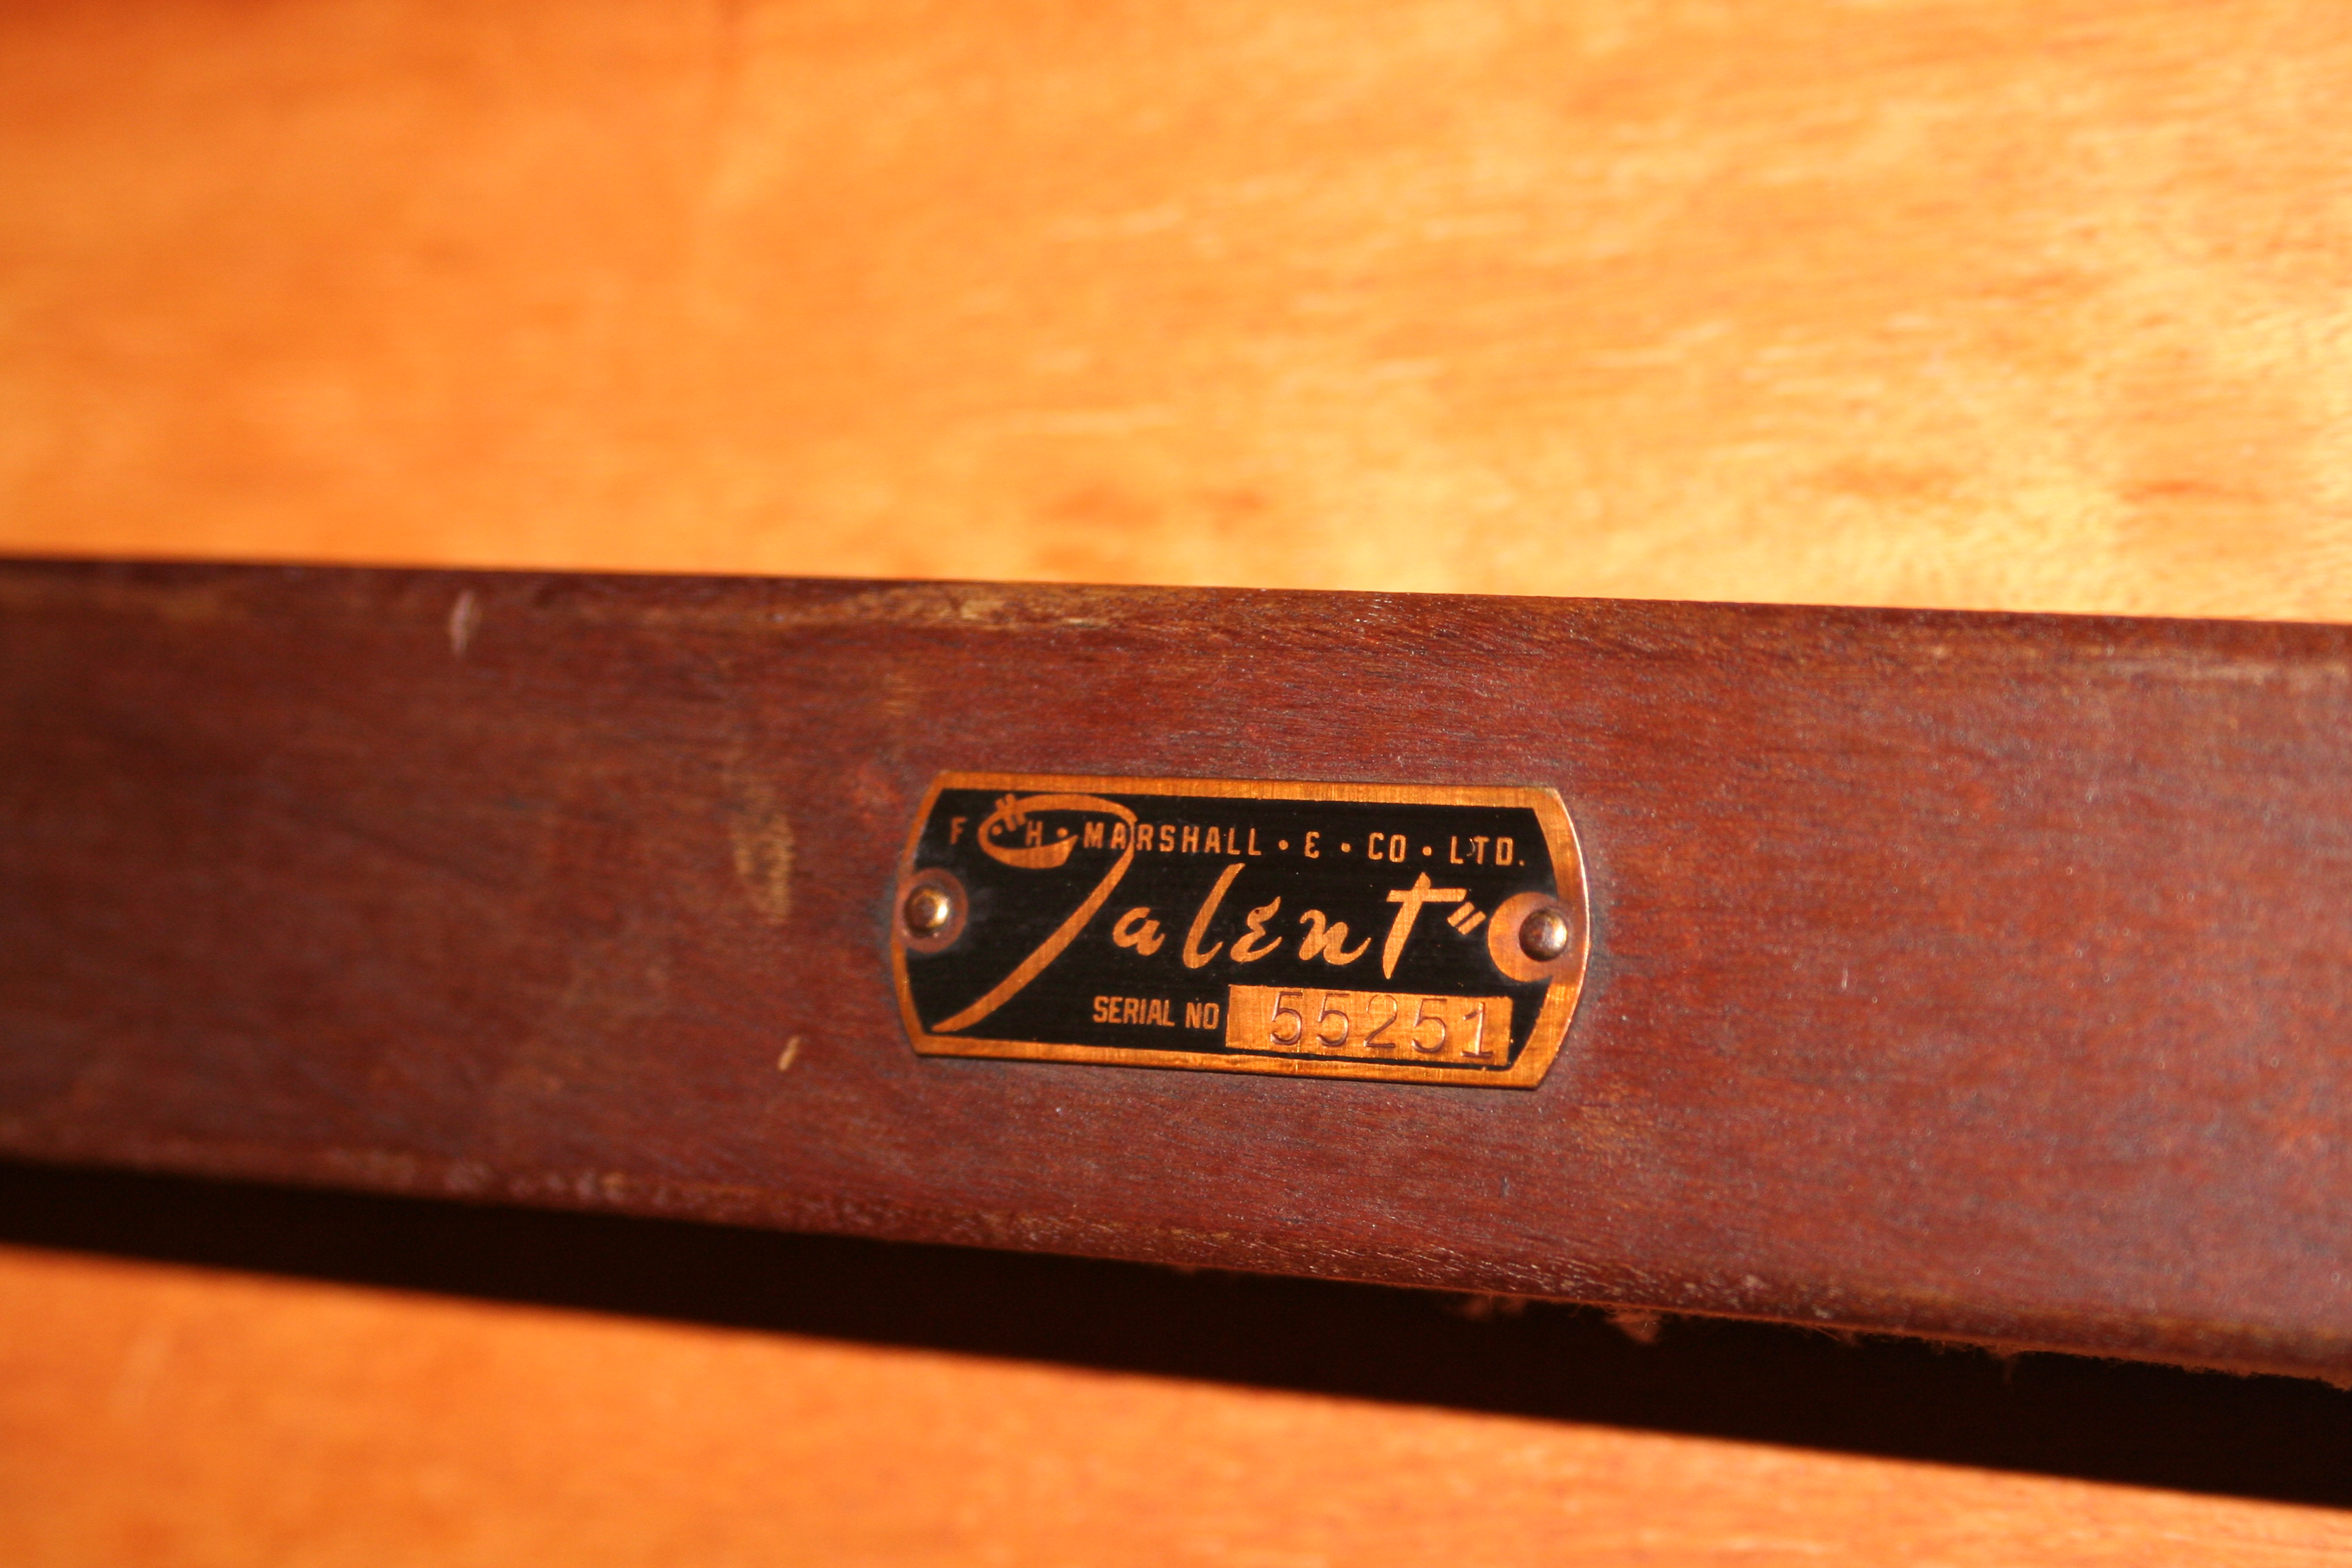 F·H·MARSHALL·&·CO·LTD.
"Talent"
SERIAL NO 55251